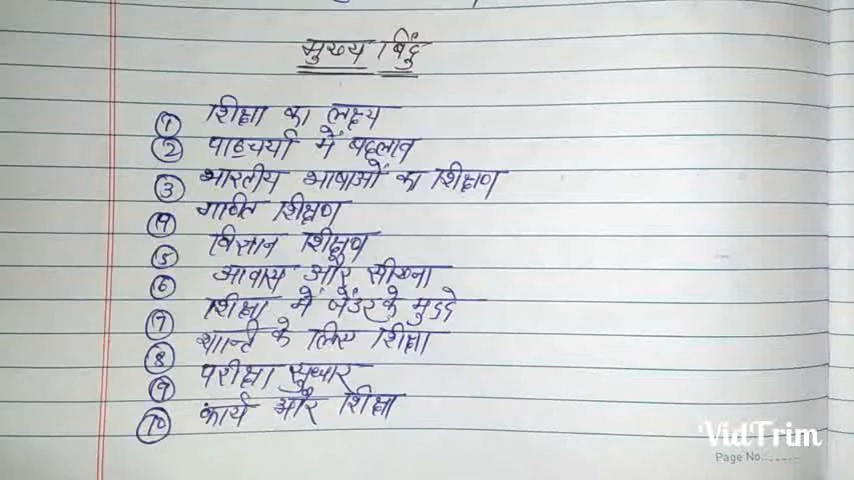 मुख्य बिंदु
① शिक्षा का लक्ष्य
② पाठ्चर्या में बदलाव
③ भारतीय भाषाओं का शिक्षण
④ गणित शिक्षण
⑤ विज्ञान शिक्षण
⑥ आवास और सीखना
⑦ शिक्षा में जेंडर के मुद्दे
⑧ शान्ति के लिए शिक्षा
⑨ परीक्षा सुधार
⑩ कार्य और शिक्षा
VidTrim
Page No.......